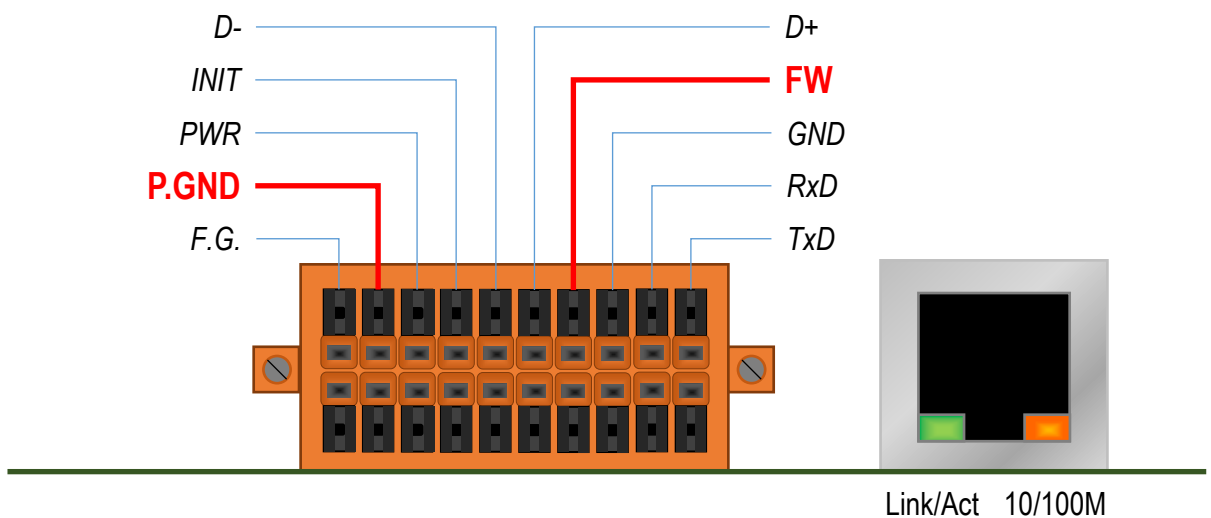 D-
INIT
PWR
P.GND
F.G.
D+
FW
GND
RxD
TxD
Link/Act 10/100M